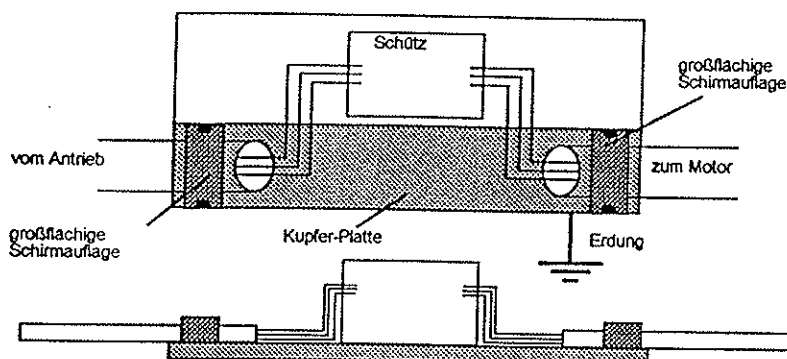 Schütz
großflächige
Schirmauflage
vom Antrieb
zum Motor
großflächige
Schirmauflage
Kupfer-Platte
Erdung